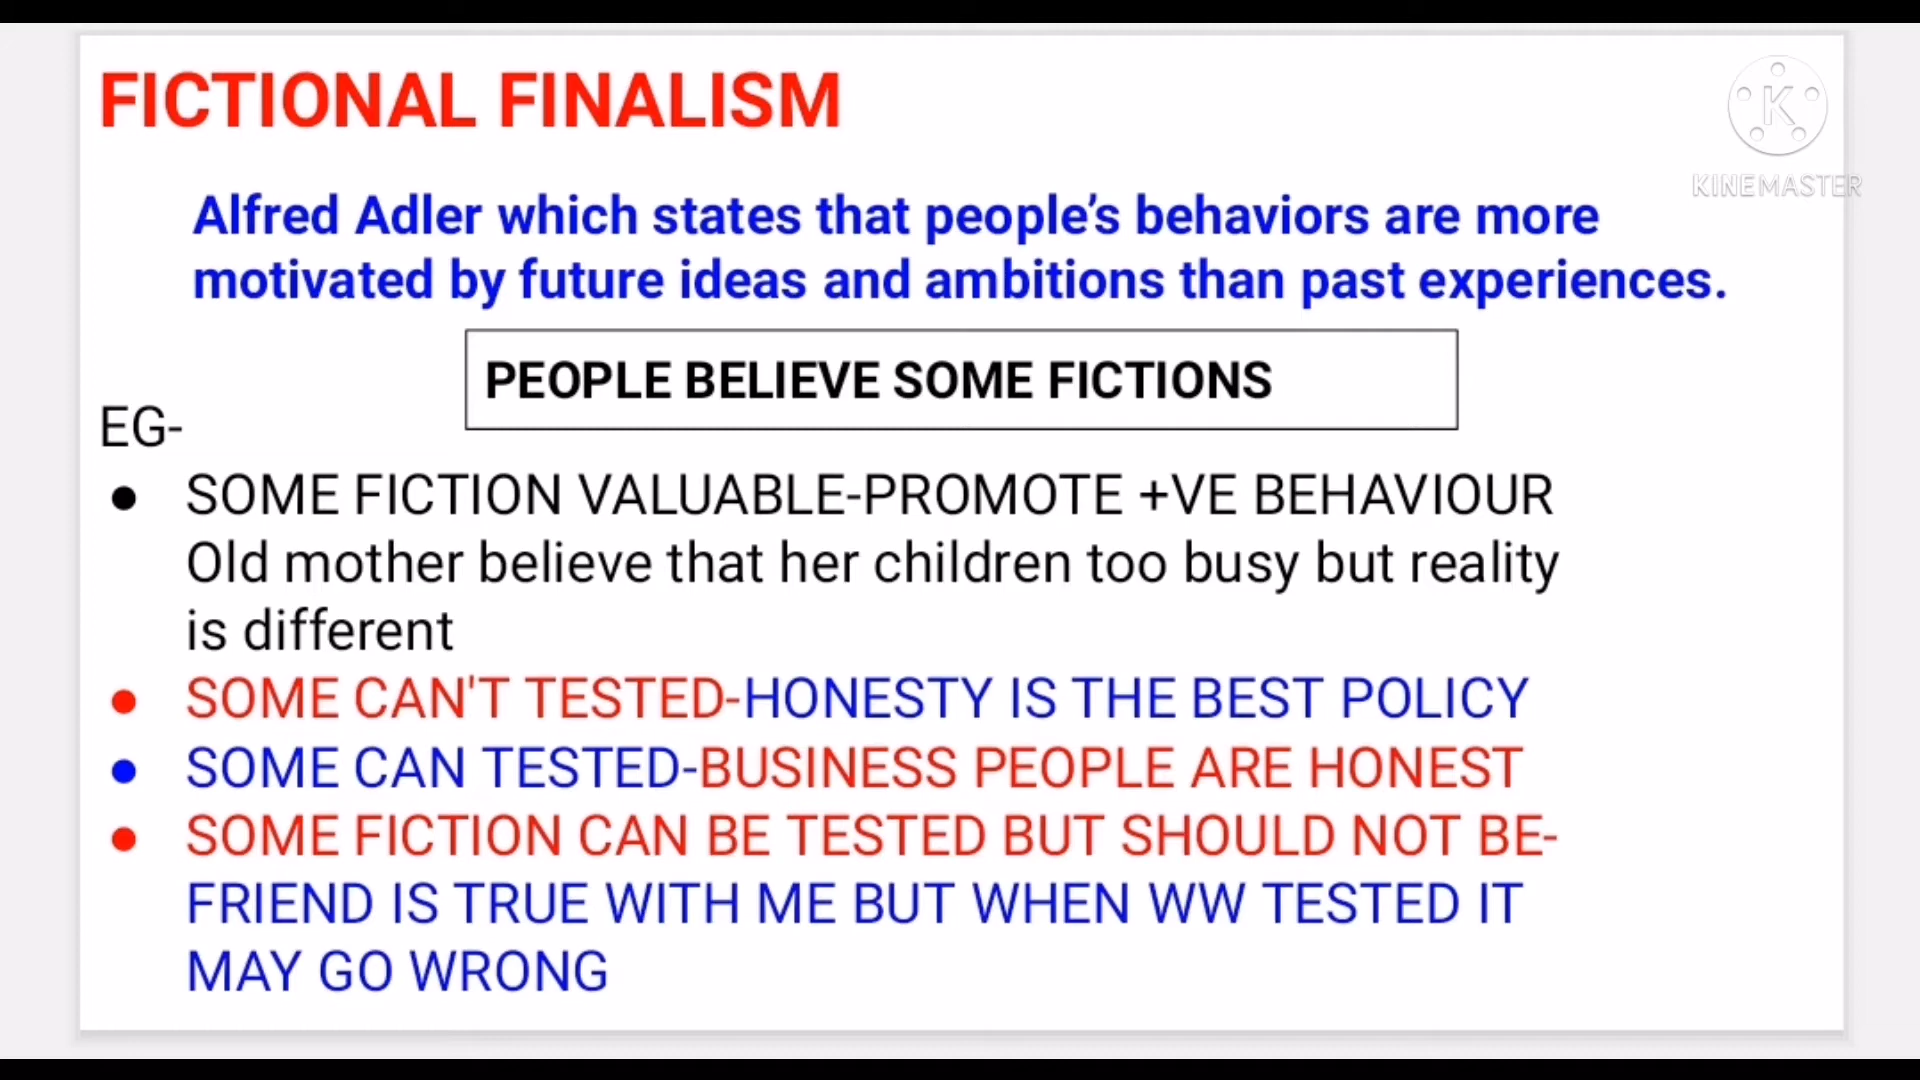 FICTIONAL FINALISM
K
KINEMASTER
Alfred Adler which states that people’s behaviors are more
motivated by future ideas and ambitions than past experiences.
PEOPLE BELIEVE SOME FICTIONS
EG-
● SOME FICTION VALUABLE-PROMOTE +VE BEHAVIOUR
Old mother believe that her children too busy but reality
is different
● SOME CAN'T TESTED-HONESTY IS THE BEST POLICY
● SOME CAN TESTED-BUSINESS PEOPLE ARE HONEST
● SOME FICTION CAN BE TESTED BUT SHOULD NOT BE-
FRIEND IS TRUE WITH ME BUT WHEN WW TESTED IT
MAY GO WRONG